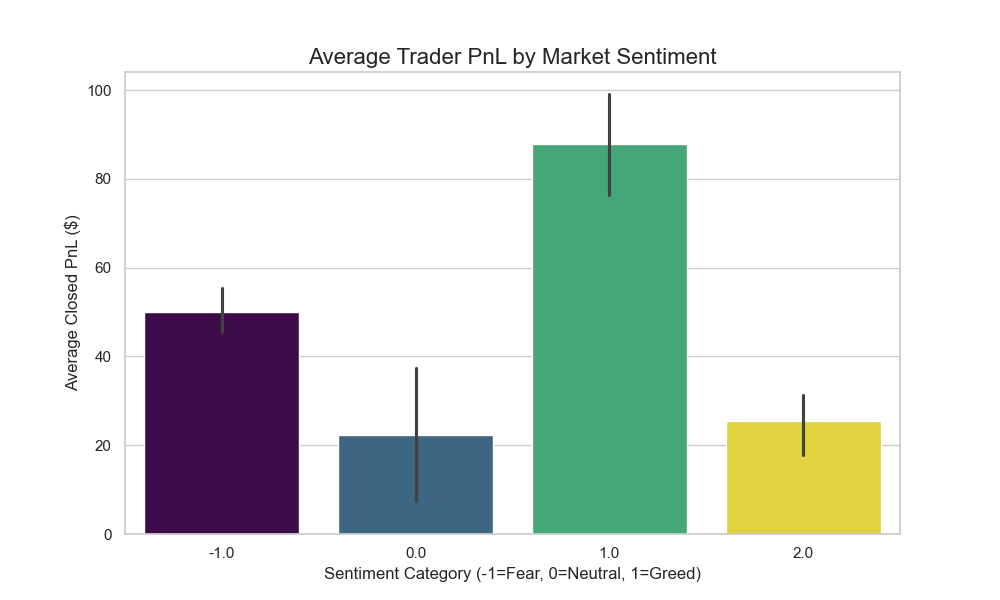 Average Trader PnL by Market Sentiment
Average Closed PnL ($)
100
80
60
40
20
0
-1.0 0.0 1.0 2.0
Sentiment Category (-1=Fear, 0=Neutral, 1=Greed)